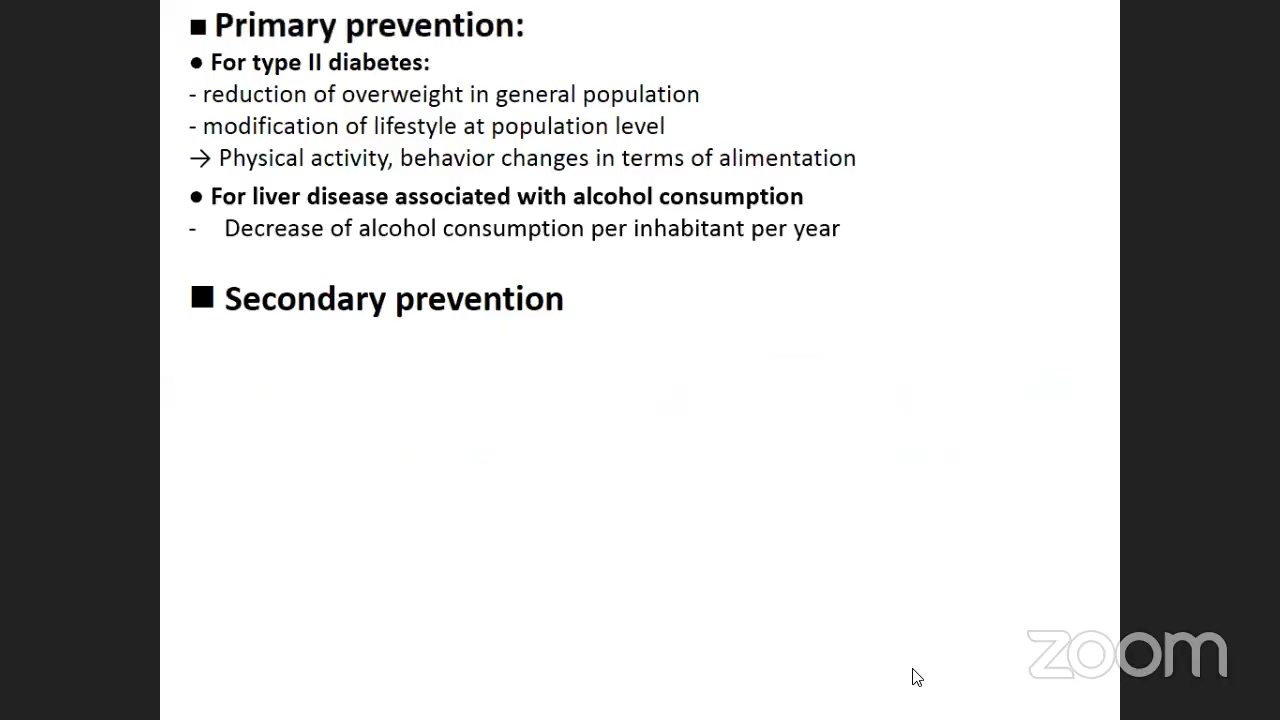 ■ Primary prevention:
● For type II diabetes:
- reduction of overweight in general population
- modification of lifestyle at population level
→ Physical activity, behavior changes in terms of alimentation
● For liver disease associated with alcohol consumption
- Decrease of alcohol consumption per inhabitant per year
■ Secondary prevention
zoom